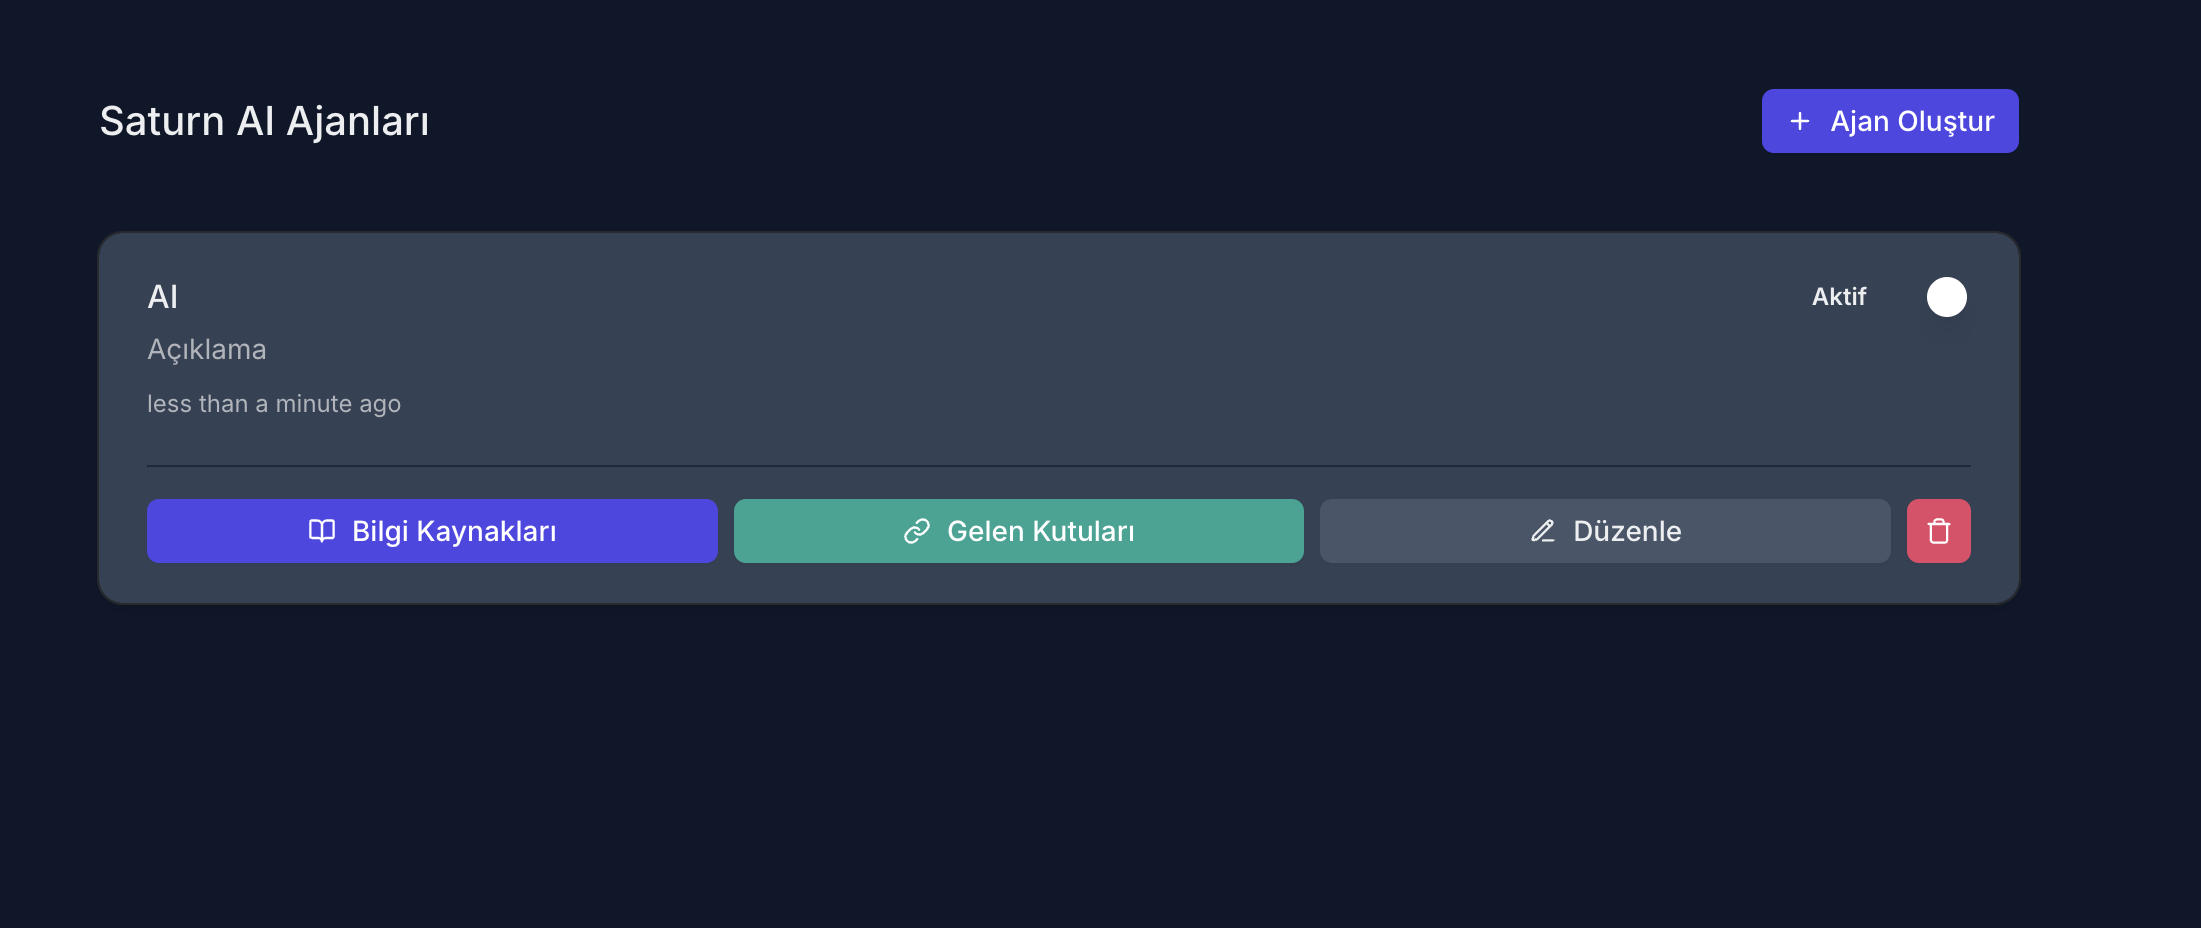 Saturn AI Ajanları
+ Ajan Oluştur
AI
Aktif
Açıklama
less than a minute ago
Bilgi Kaynakları
Gelen Kutuları
Düzenle